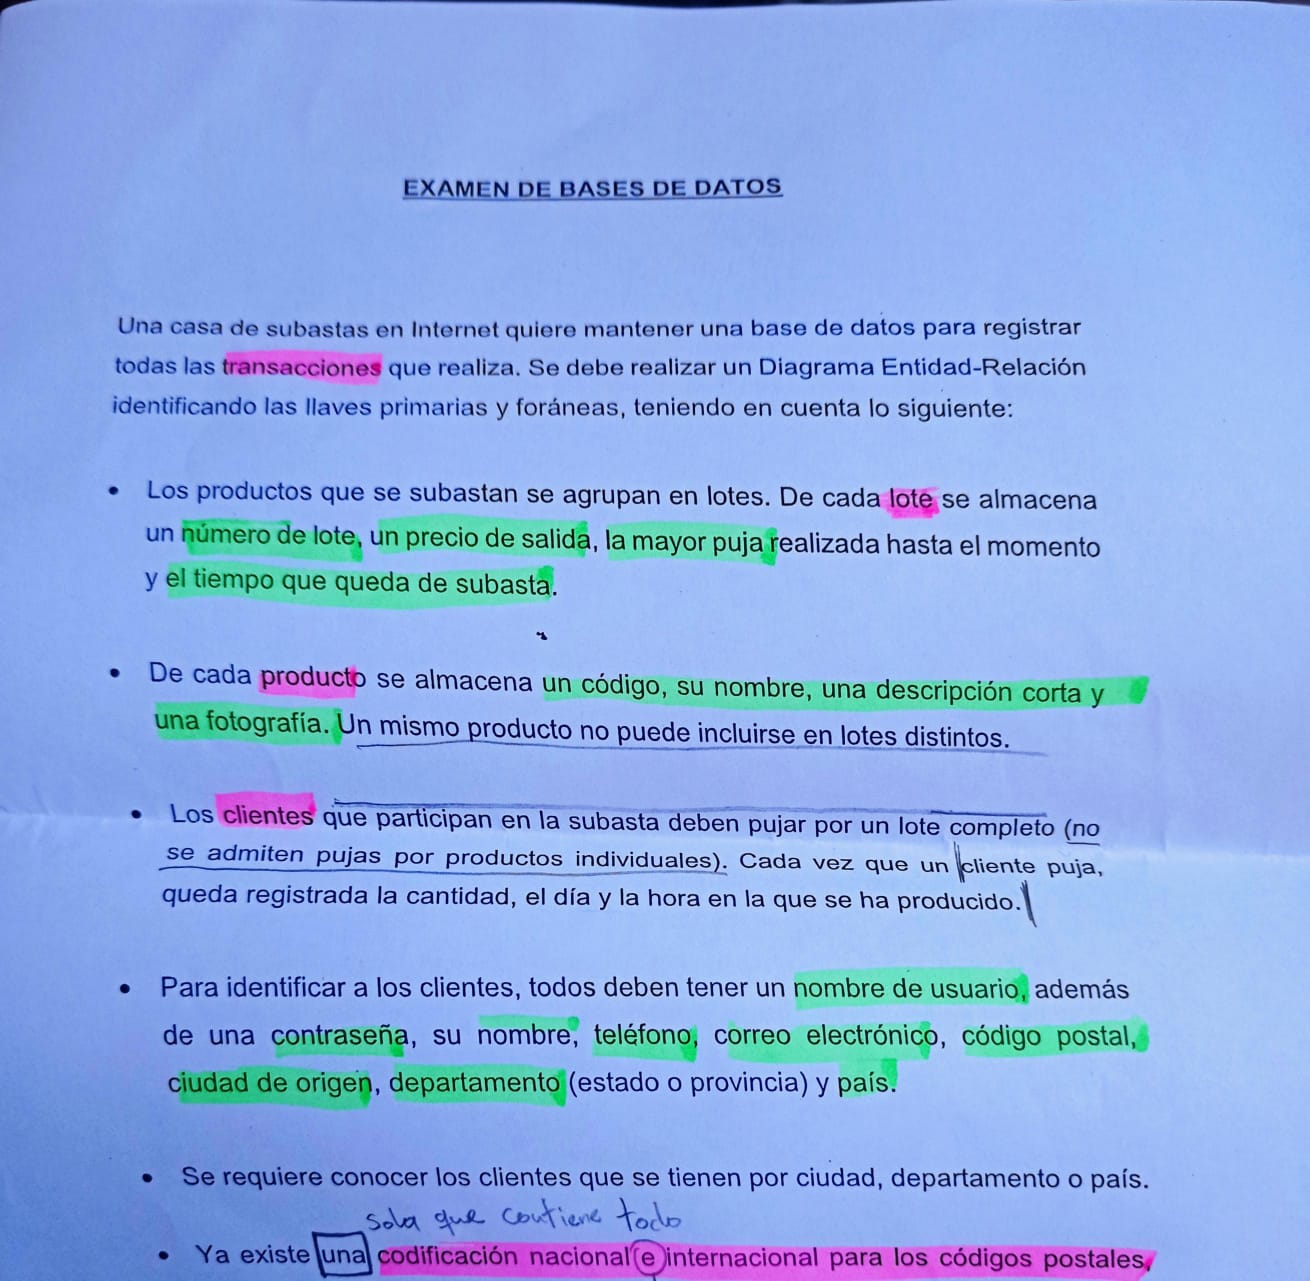 EXAMEN DE BASES DE DATOS
Una casa de subastas en Internet quiere mantener una base de datos para registrar
todas las transacciones que realiza. Se debe realizar un Diagrama Entidad-Relación
identificando las llaves primarias y foráneas, teniendo en cuenta lo siguiente:
• Los productos que se subastan se agrupan en lotes. De cada lote se almacena
un número de lote, un precio de salida, la mayor puja realizada hasta el momento
y el tiempo que queda de subasta.
• De cada producto se almacena un código, su nombre, una descripción corta y
una fotografía. Un mismo producto no puede incluirse en lotes distintos.
• Los clientes que participan en la subasta deben pujar por un lote completo (no
se admiten pujas por productos individuales). Cada vez que un cliente puja,
queda registrada la cantidad, el día y la hora en la que se ha producido.
• Para identificar a los clientes, todos deben tener un nombre de usuario, además
de una contraseña, su nombre, teléfono, correo electrónico, código postal,
ciudad de origen, departamento (estado o provincia) y país.
• Se requiere conocer los clientes que se tienen por ciudad, departamento o país.
sola que contiene todo
• Ya existe una codificación nacional e internacional para los códigos postales,